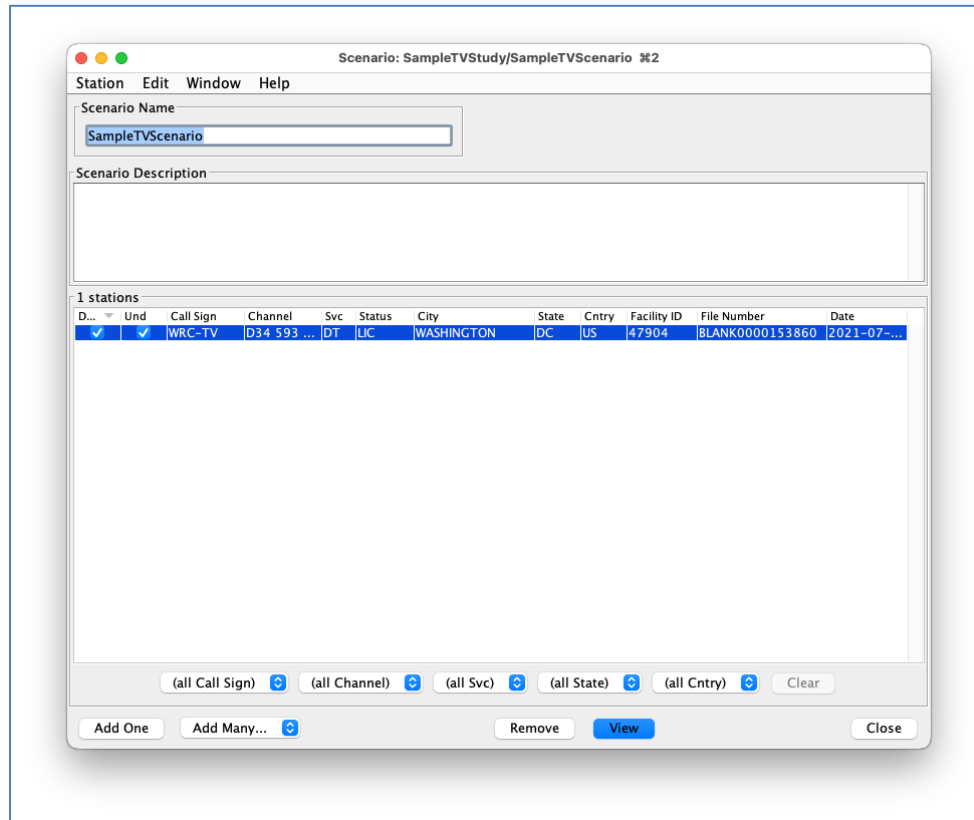 Scenario: SampleTVStudy/SampleTVScenario ⌘2
Station Edit Window Help
Scenario Name
SampleTVScenario
Scenario Description
1 stations
D... Und Call Sign Channel Svc Status City State Cntry Facility ID File Number Date
WRC-TV D34 593 ... DT LIC WASHINGTON DC US 47904 BLANK0000153860 2021-07-...
(all Call Sign) (all Channel) (all Svc) (all State) (all Cntry) Clear
Add One Add Many... Remove View Close